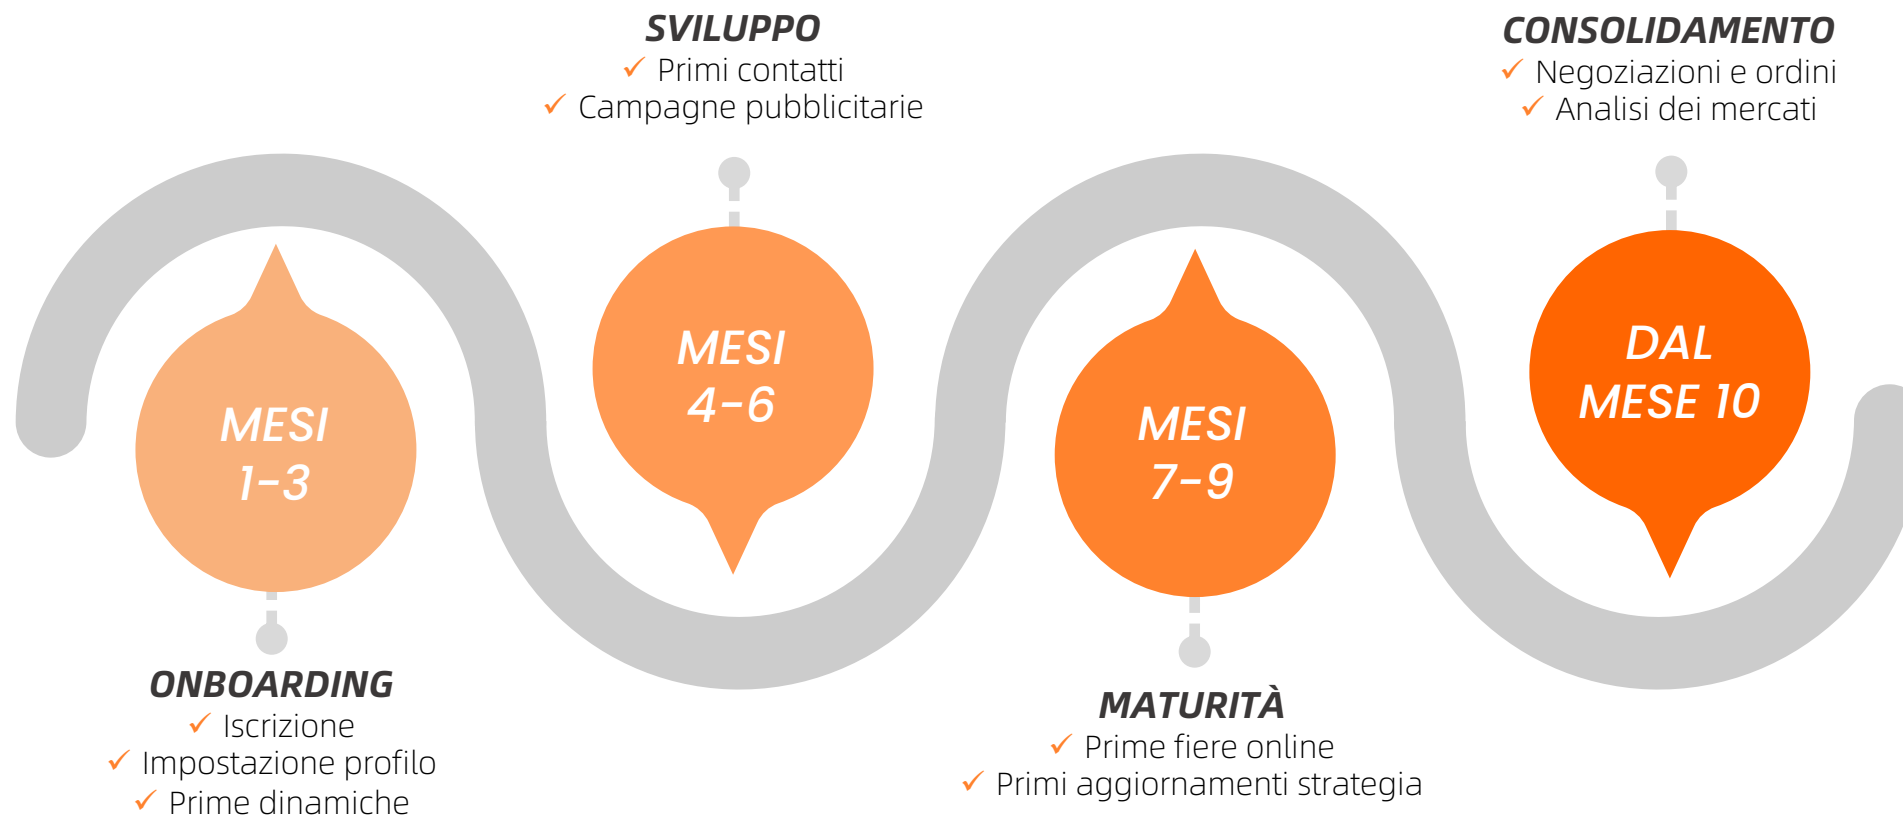 MESI
1-3
ONBOARDING
✓ Iscrizione
✓ Impostazione profilo
✓ Prime dinamiche
SVILUPPO
✓ Primi contatti
✓ Campagne pubblicitarie
MESI
4-6
MESI
7-9
MATURITÀ
✓ Prime fiere online
✓ Primi aggiornamenti strategia
CONSOLIDAMENTO
✓ Negoziazioni e ordini
✓ Analisi dei mercati
DAL
MESE 10